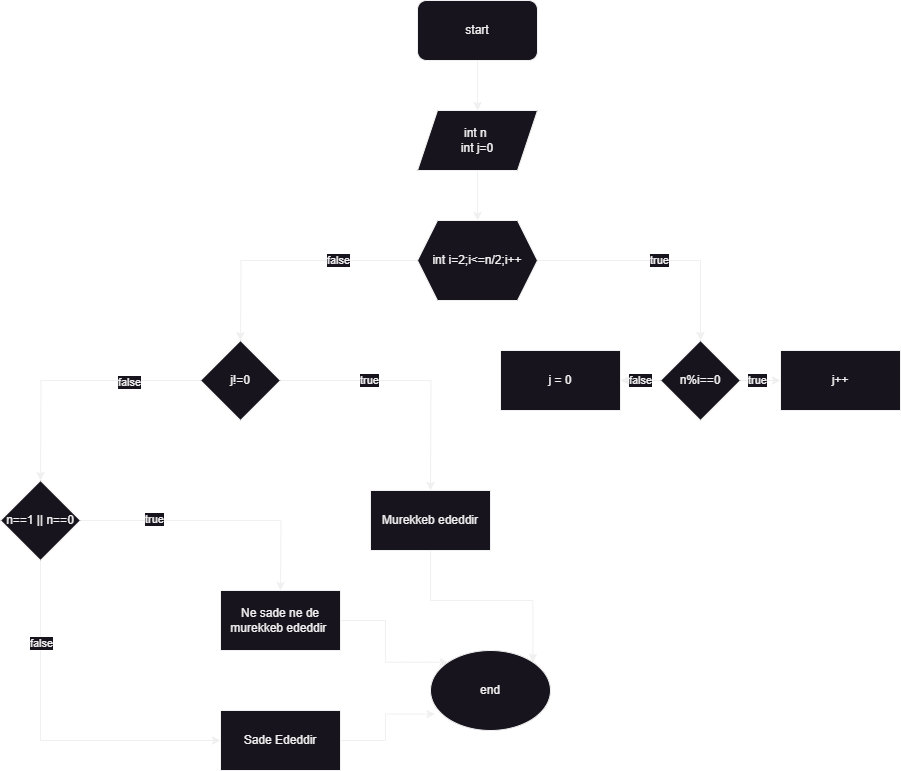 start
int n
int j=0
int i=2;i<=n/2;i++
false
true
j!=0
false
true
j = 0
false
n%i==0
true
j++
n==1 || n==0
true
Murekkeb ededdir
Ne sade ne de
murekkeb ededdir
false
end
Sade Ededdir